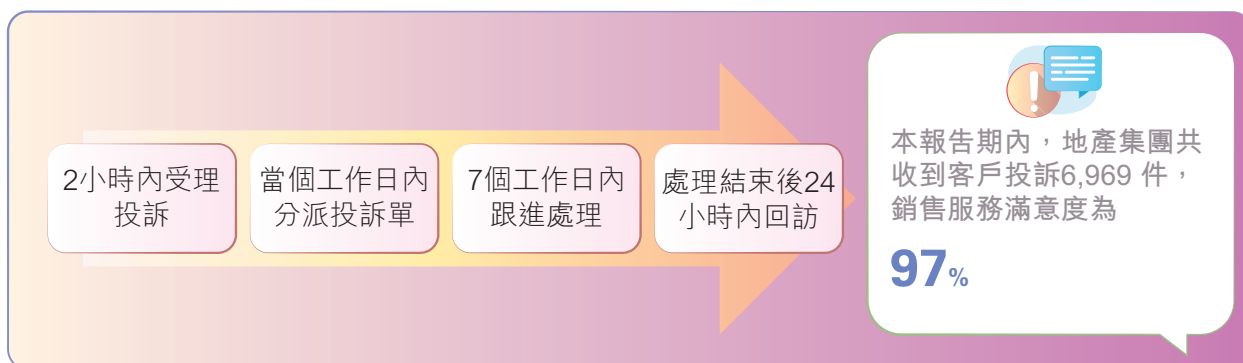 2小時內受理
投訴
當個工作日內
分派投訴單
7個工作日內
跟進處理
處理結束後24
小時內回訪
本報告期內，地產集團共
收到客戶投訴6,969 件，
銷售服務滿意度為
97%